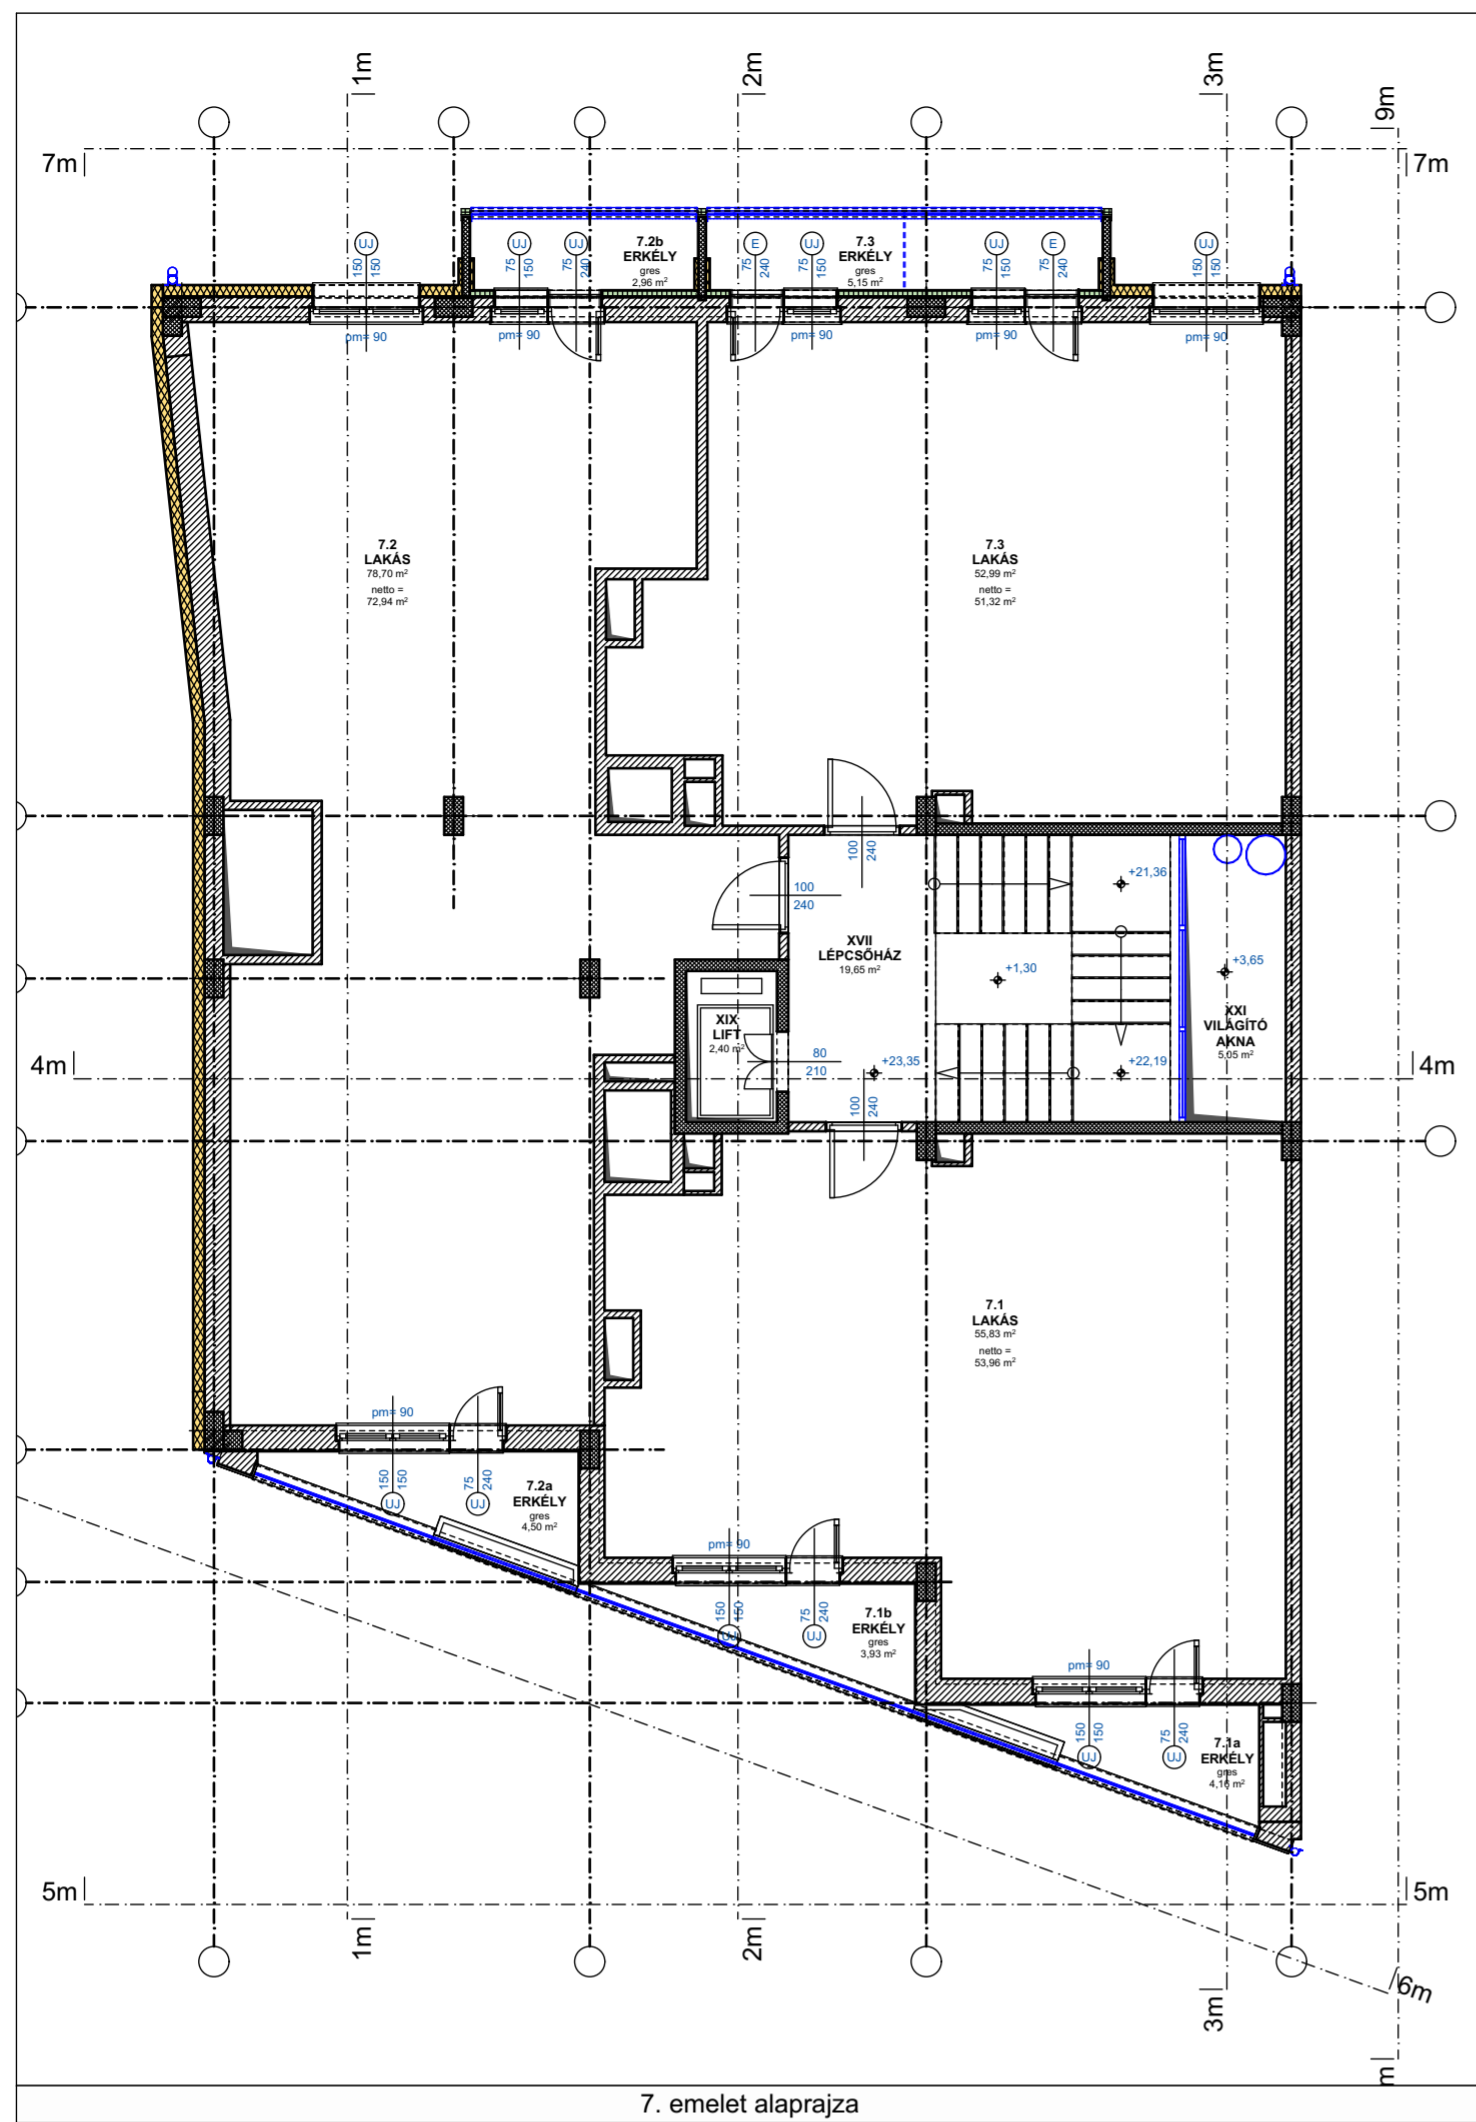 1m
2m
3m
9m
7m
7m
UJ
150
150
UJ
75
150
UJ
75
240
7.2b
ERKÉLY
gres
2,96 m²
E
75
240
UJ
75
150
7.3
ERKÉLY
gres
5,15 m²
UJ
75
150
E
75
240
UJ
150
150
pm= 90
pm= 90
pm= 90
pm= 90
pm= 90
7.2
LAKÁS
78,70 m²
netto =
72,94 m²
7.3
LAKÁS
52,99 m²
netto =
51,32 m²
100
240
100
240
+21,36
XVII
LÉPCSŐHÁZ
19,65 m²
+1,30
+3,65
XIX
LIFT
2,40 m²
XXI
VILÁGÍTÓ
AKNA
5,05 m²
80
210
+23,35
+22,19
4m
4m
100
240
7.1
LAKÁS
55,83 m²
netto =
53,96 m²
pm= 90
150
150
UJ
75
240
UJ
7.2a
ERKÉLY
gres
4,50 m²
pm= 90
150
150
UJ
75
240
UJ
7.1b
ERKÉLY
gres
3,93 m²
pm= 90
150
150
UJ
75
240
UJ
7.1a
ERKÉLY
gres
4,16 m²
5m
5m
1m
2m
3m
6m
m
7. emelet alaprajza